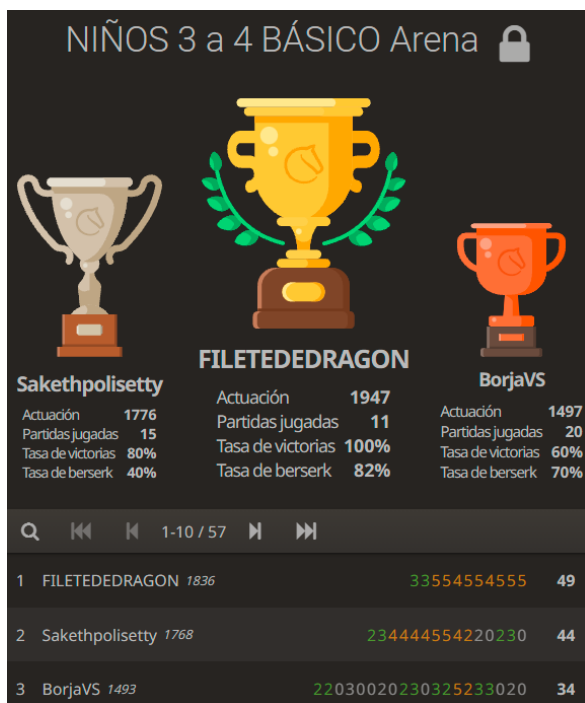 NIÑOS 3 a 4 BÁSICO Arena
Sakethpolisetty
Actuación 1776
Partidas jugadas 15
Tasa de victorias 80%
Tasa de berserk 40%
FILETEDEDRAGON
Actuación 1947
Partidas jugadas 11
Tasa de victorias 100%
Tasa de berserk 82%
BorjaVS
Actuación 1497
Partidas jugadas 20
Tasa de victorias 60%
Tasa de berserk 70%
1-10 / 57
1 FILETEDEDRAGON 1836 33554554555 49
2 Sakethpolisetty 1768 234444554220230 44
3 BorjaVS 1493 22030020230325233020 34